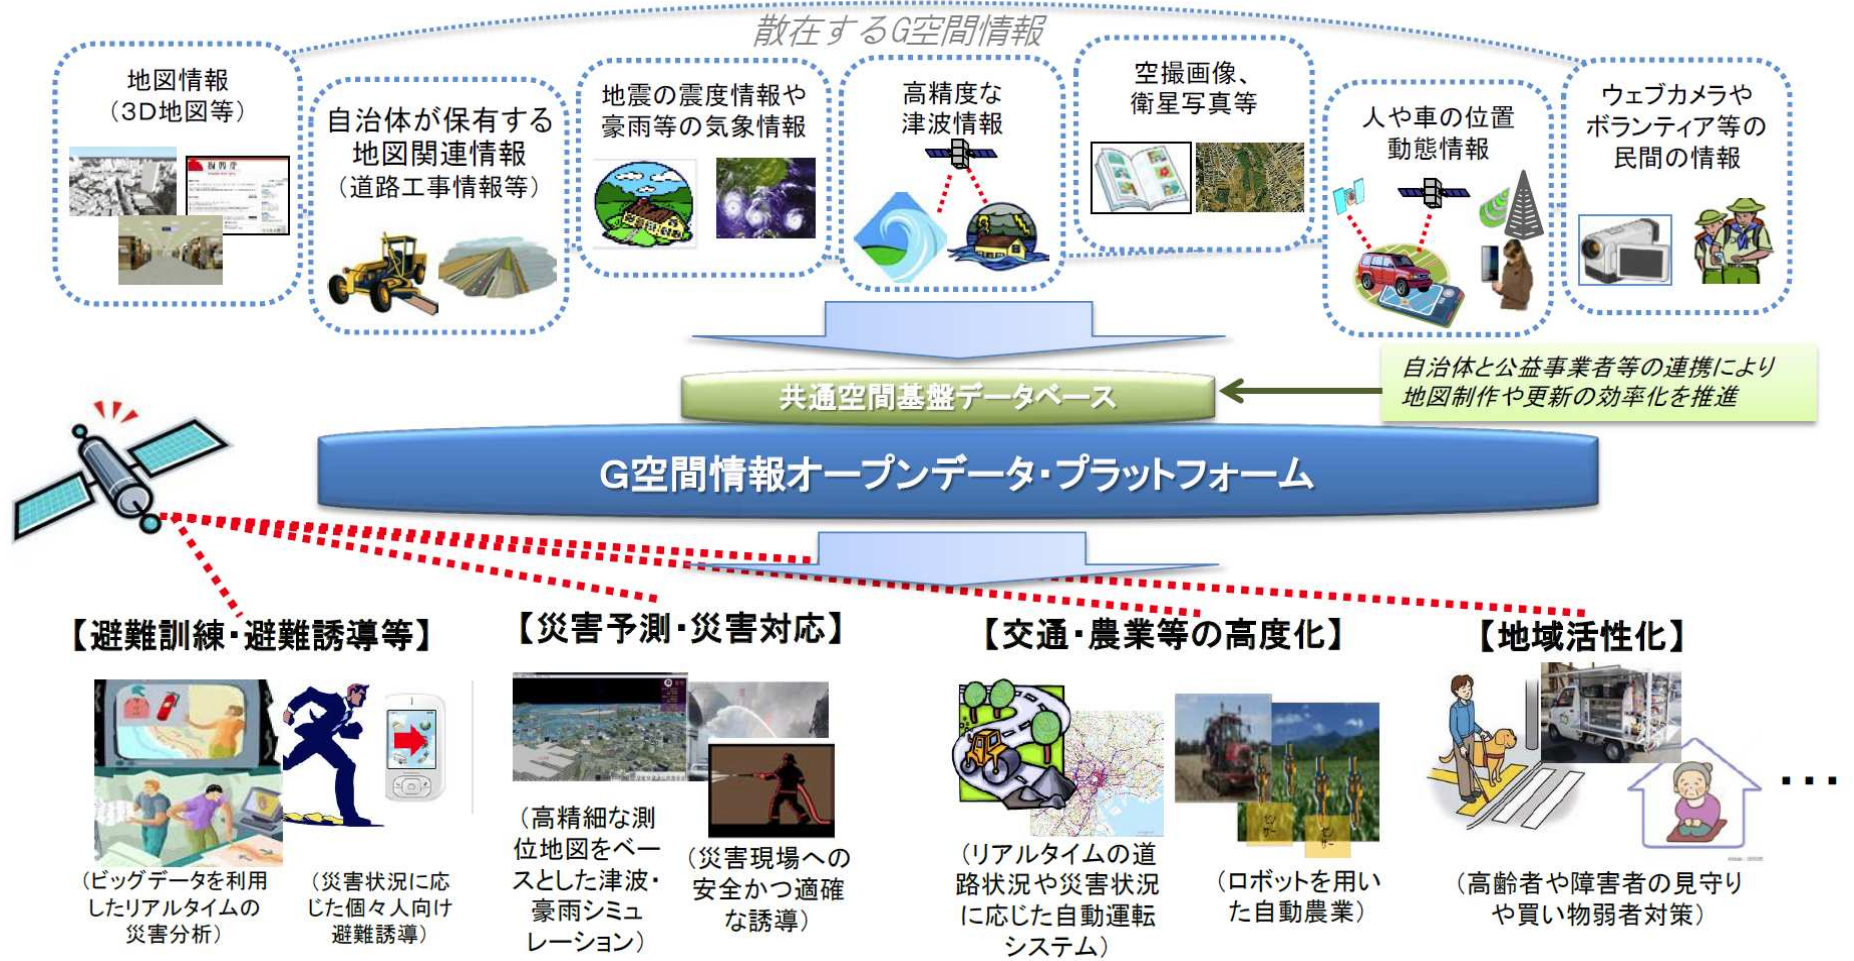 散在するG空間情報
地図情報
（3D地図等）
自治体が保有する
地図関連情報
（道路工事情報等）
地震の震度情報や
豪雨等の気象情報
高精度な
津波情報
空撮画像、
衛星写真等
人や車の位置
動態情報
ウェブカメラや
ボランティア等の
民間の情報
共通空間基盤データベース
自治体と公益事業者等の連携により
地図制作や更新の効率化を推進
G空間情報オープンデータ・プラットフォーム
【避難訓練・避難誘導等】
（ビッグデータを利用
したリアルタイムの
災害分析）
（災害状況に応
じた個々人向け
避難誘導）
【災害予測・災害対応】
（高精細な測
位地図をベー
スとした津波・
豪雨シミュ
レーション）
（災害現場への
安全かつ適確
な誘導）
【交通・農業等の高度化】
（リアルタイムの道
路状況や災害状況
に応じた自動運転
システム）
センサー
センサー
（ロボットを用い
た自動農業）
【地域活性化】
（高齢者や障害者の見守り
や買い物弱者対策）
・・・